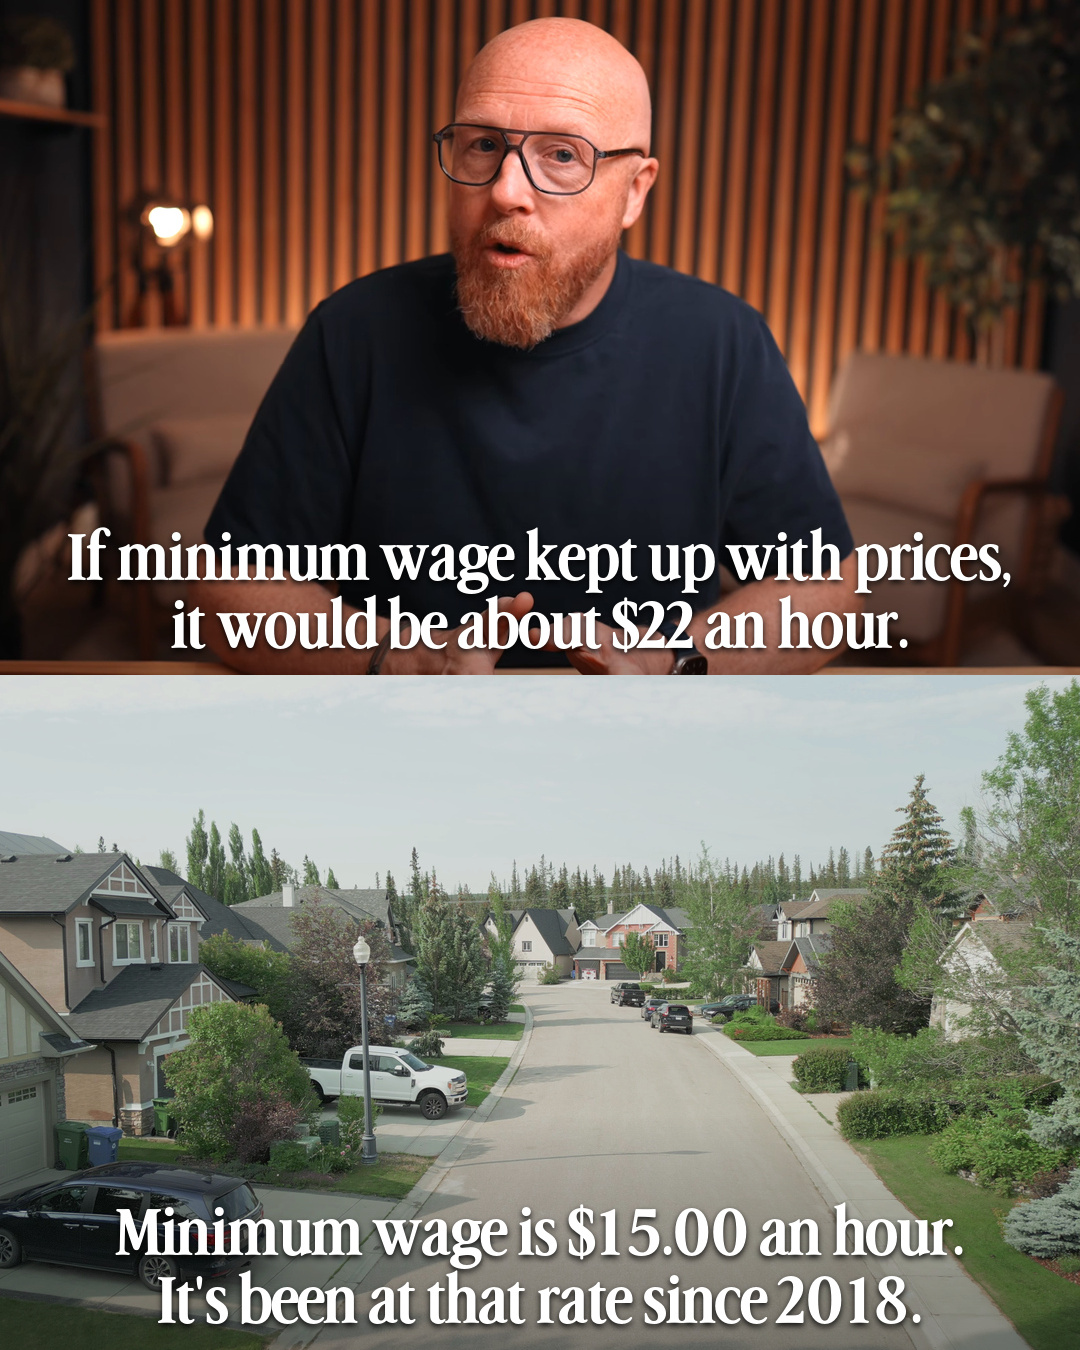 If minimum wage kept up with prices,
it would be about $22 an hour.
Minimum wage is $15.00 an hour.
It's been at that rate since 2018.